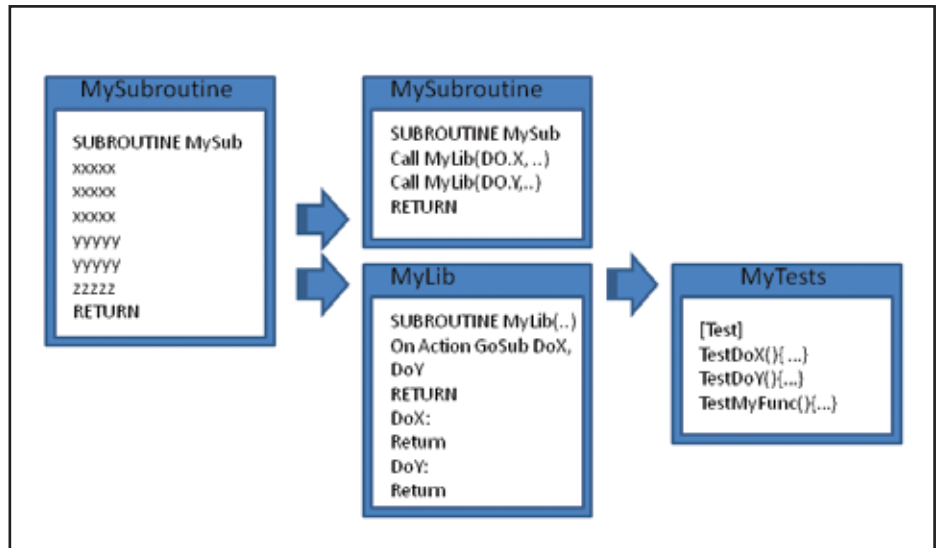 MySubroutine
SUBROUTINE MySub
xxxxx
xxxxx
xxxxx
yyyyy
yyyyy
zzzzz
RETURN
MySubroutine
SUBROUTINE MySub
Call MyLib(DO.X, ..)
Call MyLib(DO.Y,..)
RETURN
MyLib
SUBROUTINE MyLib(..)
On Action GoSub DoX,
DoY
RETURN
DoX:
Return
DoY:
Return
MyTests
[Test]
TestDoX(){ ...}
TestDoY(){...}
TestMyFunc(){...}